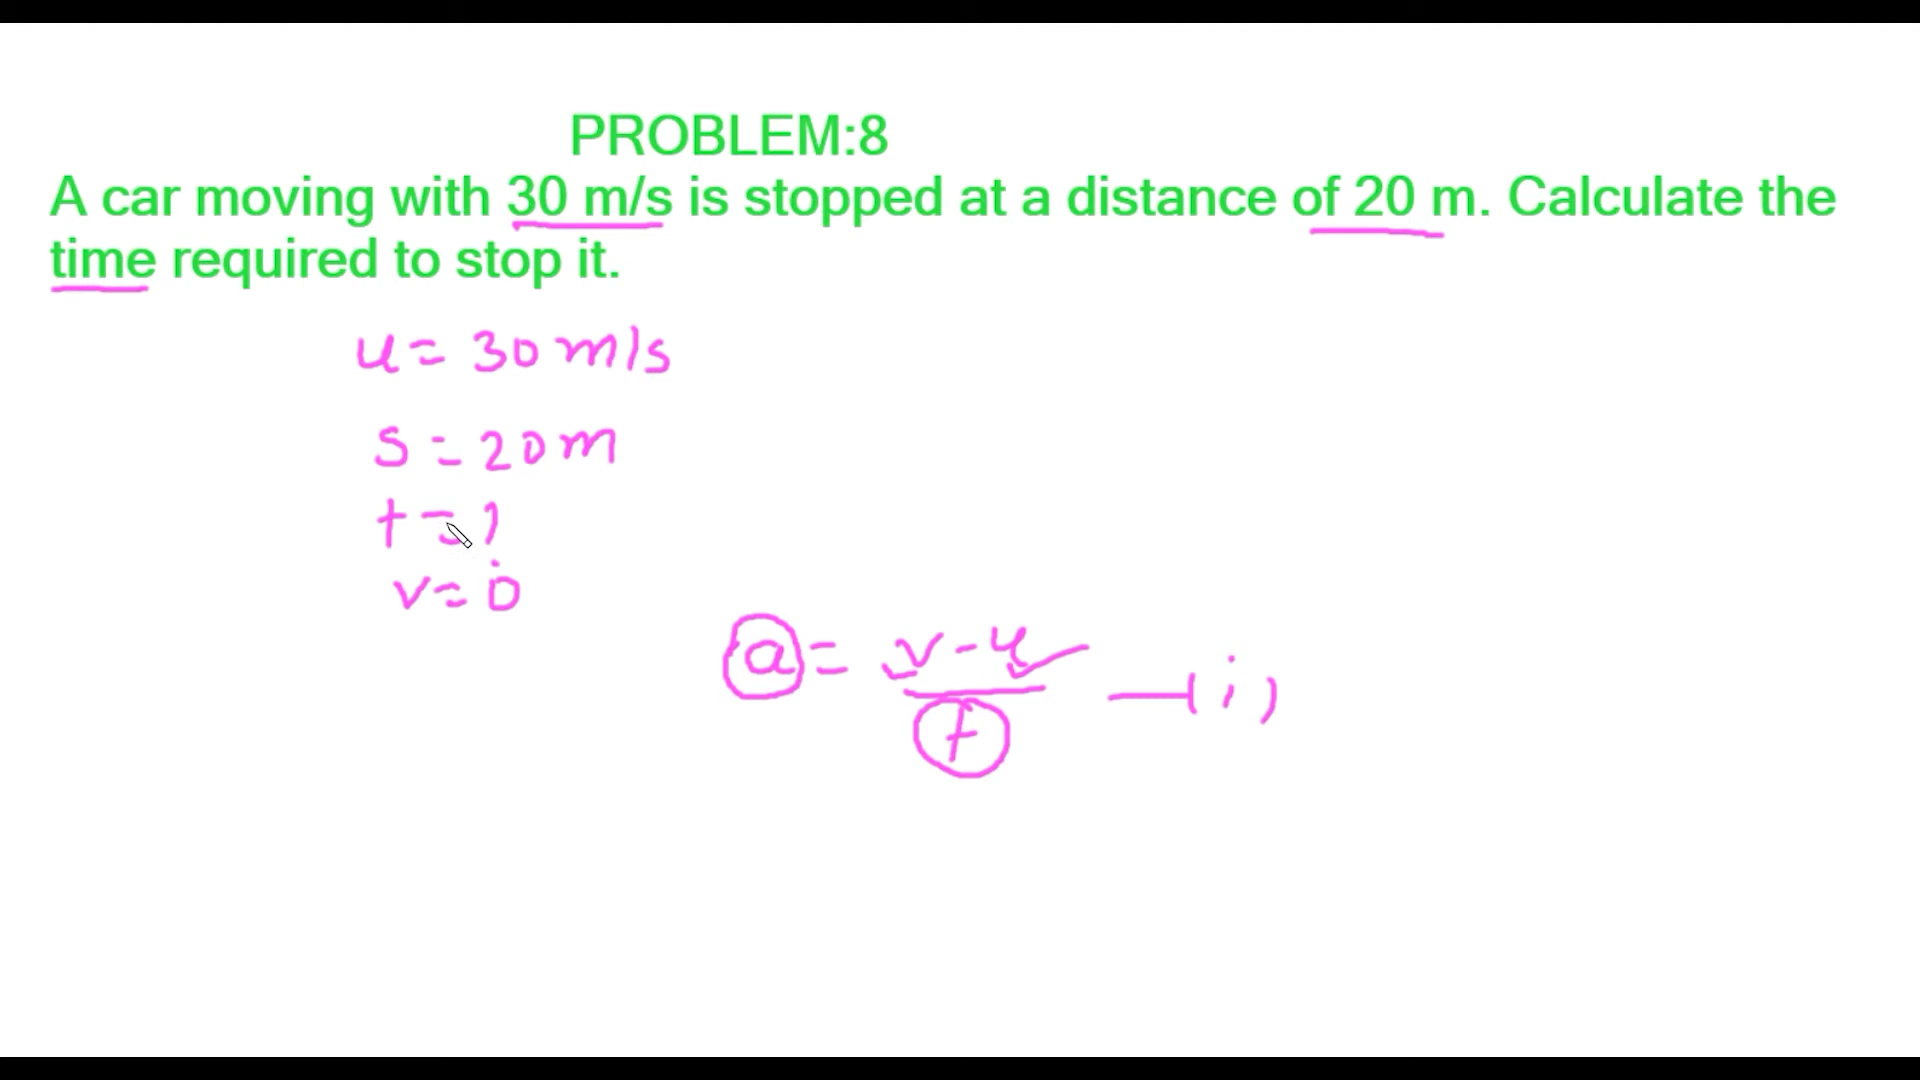 PROBLEM:8
A car moving with 30 m/s is stopped at a distance of 20 m. Calculate the
time required to stop it.
u = 30 m/s
s = 20 m
t = ?
v = 0
a = v - u / t — (i)